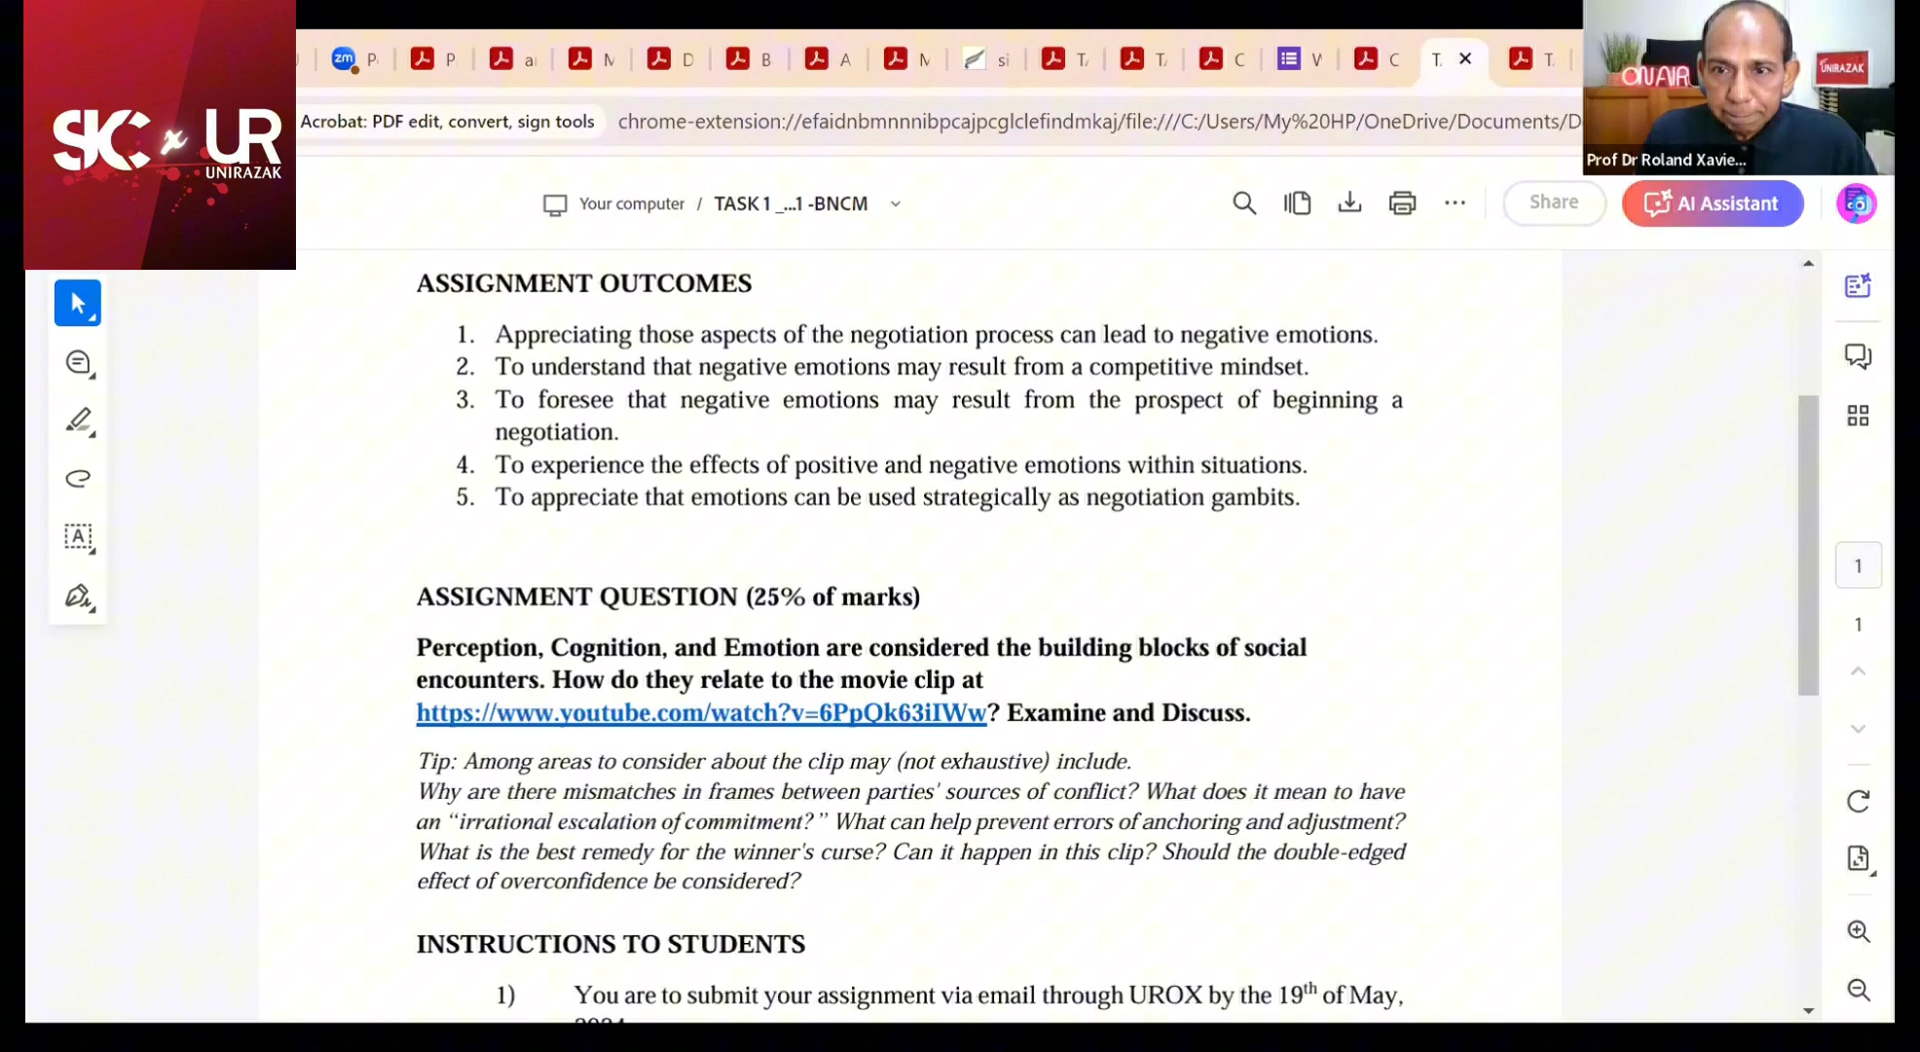 SIC x UR
UNIRAZAK
zm P
P
a
M
D
B
A
M
si
T
T
C
V
C
T. ×
T.
ON AIR
UNIRAZAK
Prof Dr Roland Xavie...
Acrobat: PDF edit, convert, sign tools chrome-extension://efaidnbmnnnibpcajpcglclefindmkaj/file:///C:/Users/My%20HP/OneDrive/Documents/D
Your computer / TASK 1 _...1 -BNCM
Share
AI Assistant
ASSIGNMENT OUTCOMES
1. Appreciating those aspects of the negotiation process can lead to negative emotions.
2. To understand that negative emotions may result from a competitive mindset.
3. To foresee that negative emotions may result from the prospect of beginning a
negotiation.
4. To experience the effects of positive and negative emotions within situations.
5. To appreciate that emotions can be used strategically as negotiation gambits.
ASSIGNMENT QUESTION (25% of marks)
Perception, Cognition, and Emotion are considered the building blocks of social
encounters. How do they relate to the movie clip at
https://www.youtube.com/watch?v=6PpQk63iIWw? Examine and Discuss.
Tip: Among areas to consider about the clip may (not exhaustive) include.
Why are there mismatches in frames between parties' sources of conflict? What does it mean to have
an “irrational escalation of commitment?” What can help prevent errors of anchoring and adjustment?
What is the best remedy for the winner's curse? Can it happen in this clip? Should the double-edged
effect of overconfidence be considered?
INSTRUCTIONS TO STUDENTS
1) You are to submit your assignment via email through UROX by the 19th of May,
1
1